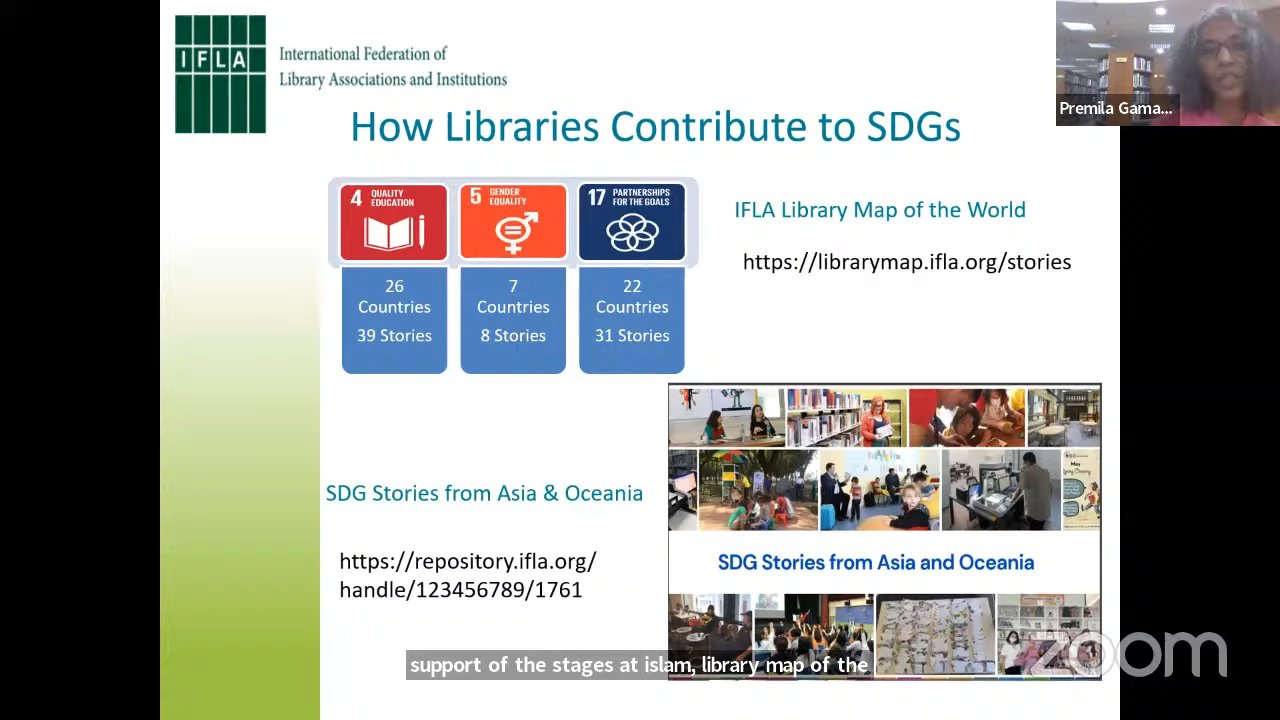 IFLA
International Federation of
Library Associations and Institutions
Premila Gama...
How Libraries Contribute to SDGs
4 QUALITY
EDUCATION
5 GENDER
EQUALITY
17 PARTNERSHIPS
FOR THE GOALS
26
Countries
39 Stories
7
Countries
8 Stories
22
Countries
31 Stories
IFLA Library Map of the World
https://librarymap.ifla.org/stories
SDG Stories from Asia & Oceania
https://repository.ifla.org/
handle/123456789/1761
May
SDG Stories from Asia and Oceania
support of the stages at islam, library map of the
zoom